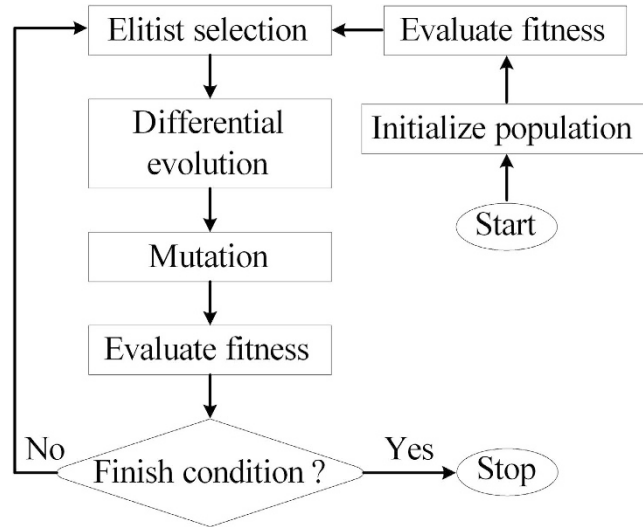 Elitist selection
Evaluate fitness
Differential
evolution
Initialize population
Start
Mutation
Evaluate fitness
No
Finish condition ?
Yes
Stop